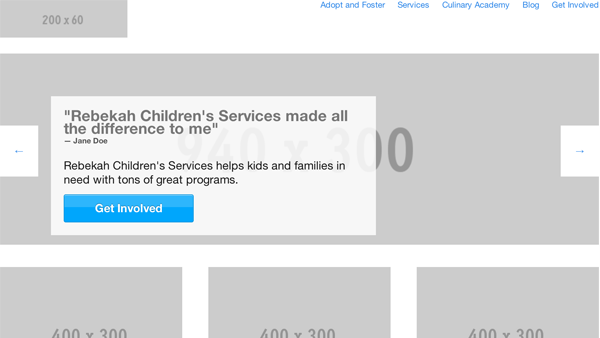 200 x 60
Adopt and Foster Services Culinary Academy Blog Get Involved
"Rebekah Children's Services made all
the difference to me"
— Jane Doe
940 x 300
Rebekah Children's Services helps kids and families in
need with tons of great programs.
Get Involved
←
→
400 x 300
400 x 300
400 x 300